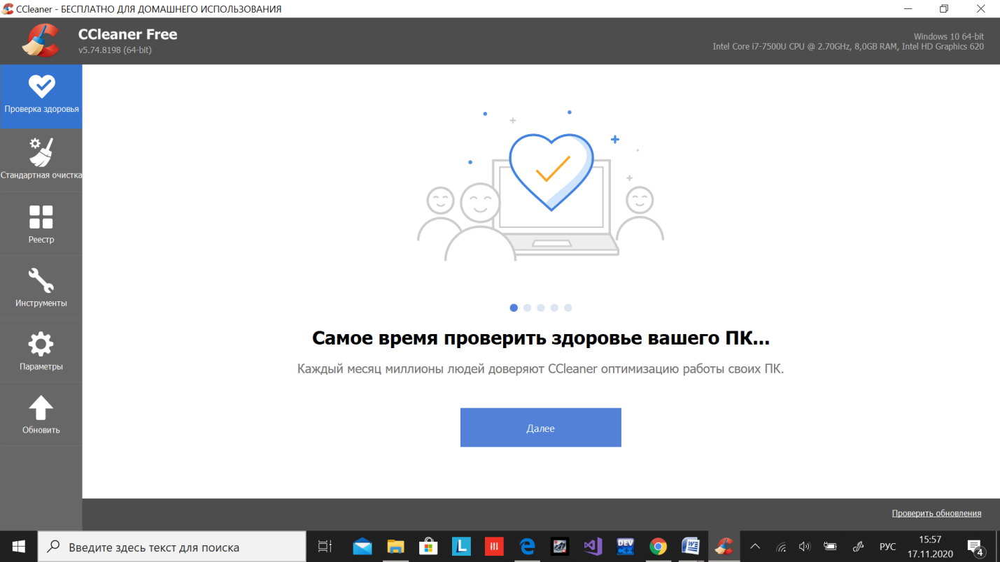 CCleaner - БЕСПЛАТНО ДЛЯ ДОМАШНЕГО ИСПОЛЬЗОВАНИЯ
CCleaner Free
v5.74.8198 (64-bit)
Windows 10 64-bit
Intel Core i7-7500U CPU @ 2.70GHz, 8,0GB RAM, Intel HD Graphics 620
Проверка здоровья
Стандартная очистка
Реестр
Инструменты
Параметры
Обновить
Самое время проверить здоровье вашего ПК...
Каждый месяц миллионы людей доверяют CCleaner оптимизацию работы своих ПК.
Далее
Проверить обновления
Введите здесь текст для поиска
L
DEV
C++
W
РУС
15:57
17.11.2020
4